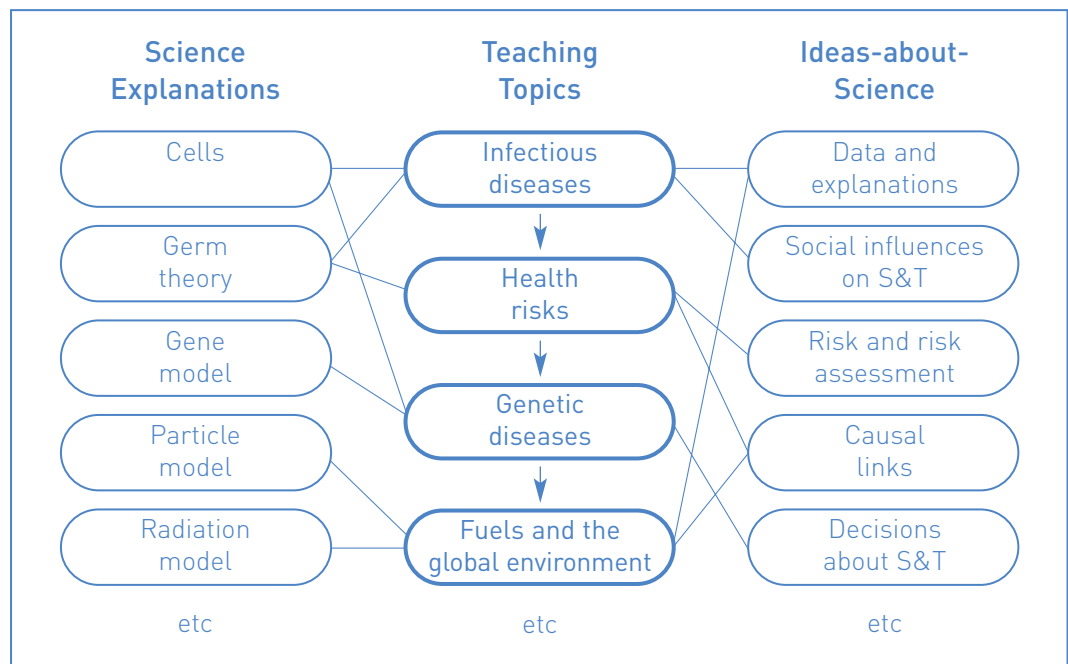 Science
Explanations
Teaching
Topics
Ideas-about-
Science
Cells
Germ
theory
Gene
model
Particle
model
Radiation
model
etc
Infectious
diseases
Health
risks
Genetic
diseases
Fuels and the
global environment
etc
Data and
explanations
Social influences
on S&T
Risk and risk
assessment
Causal
links
Decisions
about S&T
etc